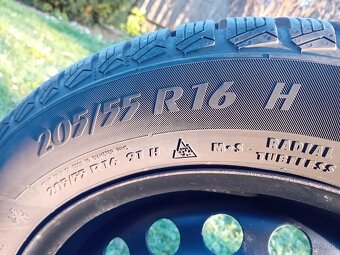 205/55 R16 H
205/55 R16 91 H M+S RADIAL
TUBELESS